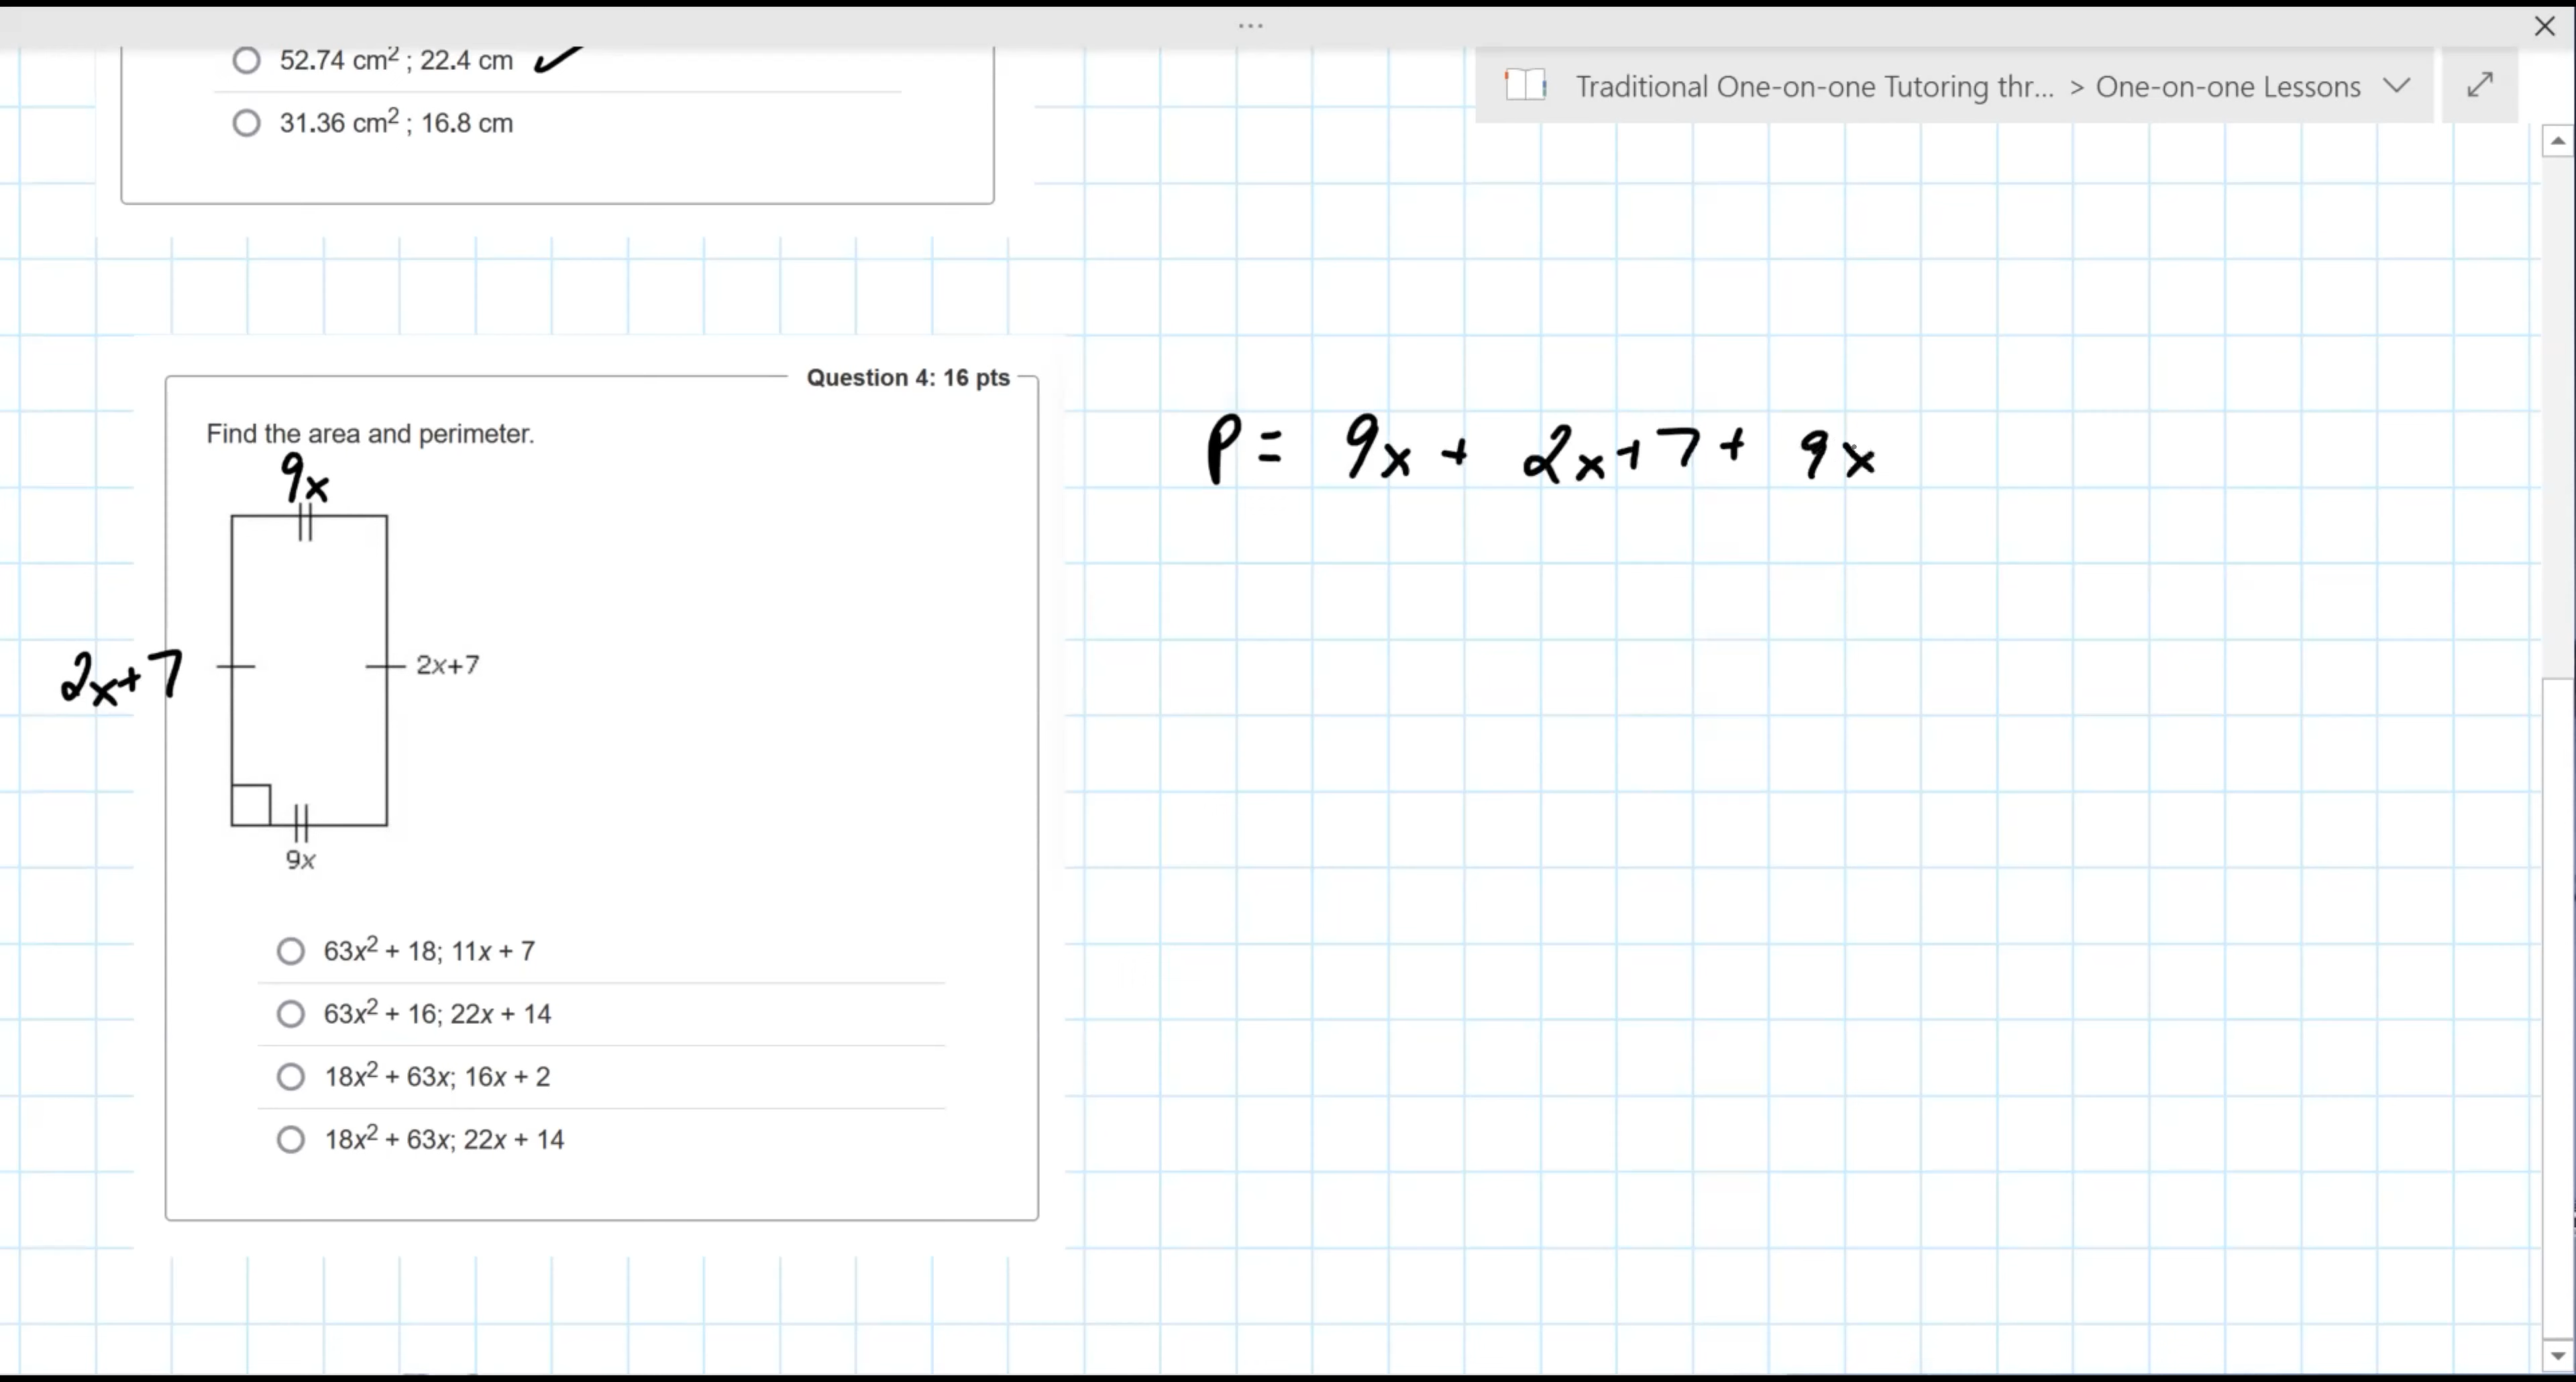 52.74 cm² ; 22.4 cm
31.36 cm² ; 16.8 cm
Traditional One-on-one Tutoring thr... > One-on-one Lessons
Question 4: 16 pts
Find the area and perimeter.
9x
2x+7
2x+7
9x
63x² + 18; 11x + 7
63x² + 16; 22x + 14
18x² + 63x; 16x + 2
18x² + 63x; 22x + 14
P = 9x + 2x+7 + 9x